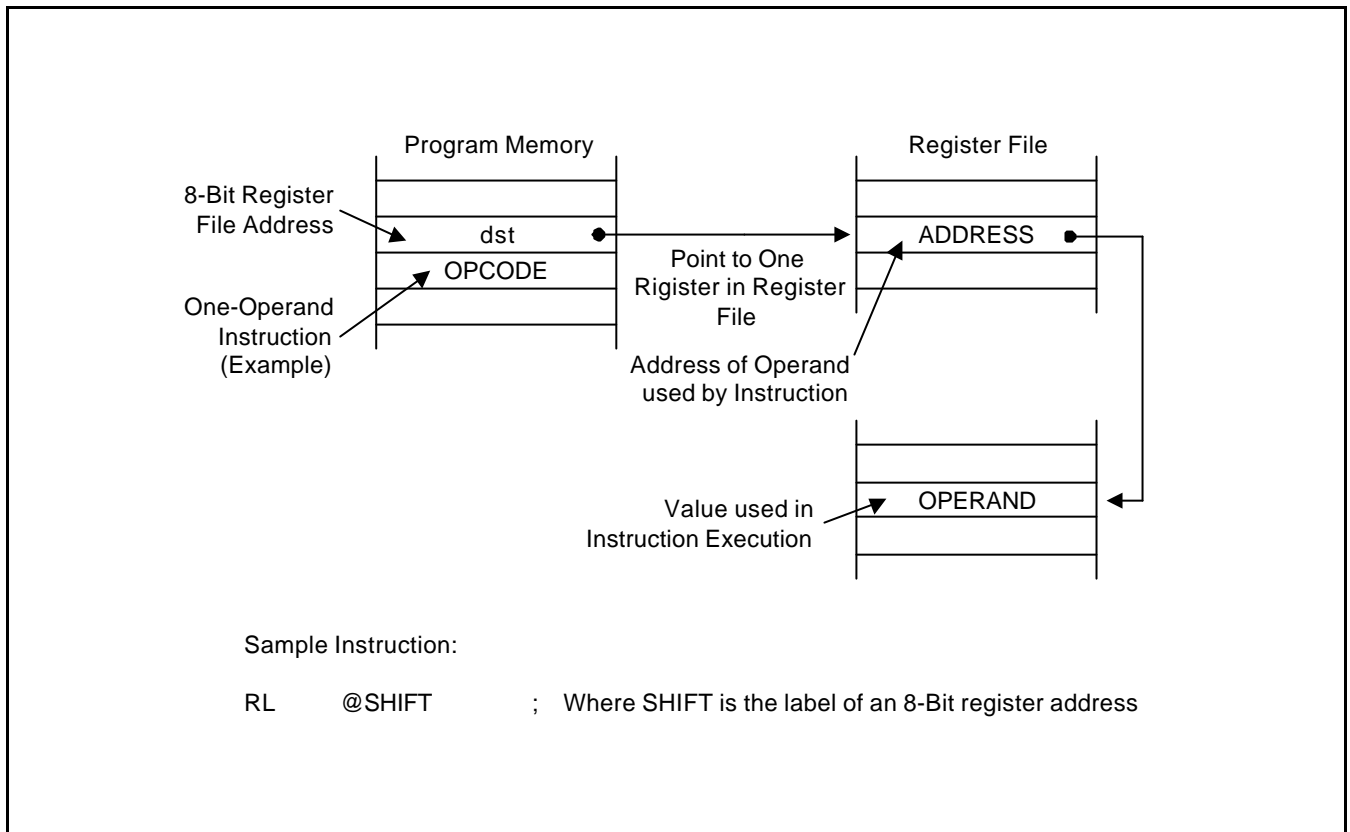 Program Memory
Register File
8-Bit Register
File Address
dst
ADDRESS
OPCODE
Point to One
Rigister in Register
File
One-Operand
Instruction
(Example)
Address of Operand
used by Instruction
OPERAND
Value used in
Instruction Execution
Sample Instruction:
RL @SHIFT ; Where SHIFT is the label of an 8-Bit register address